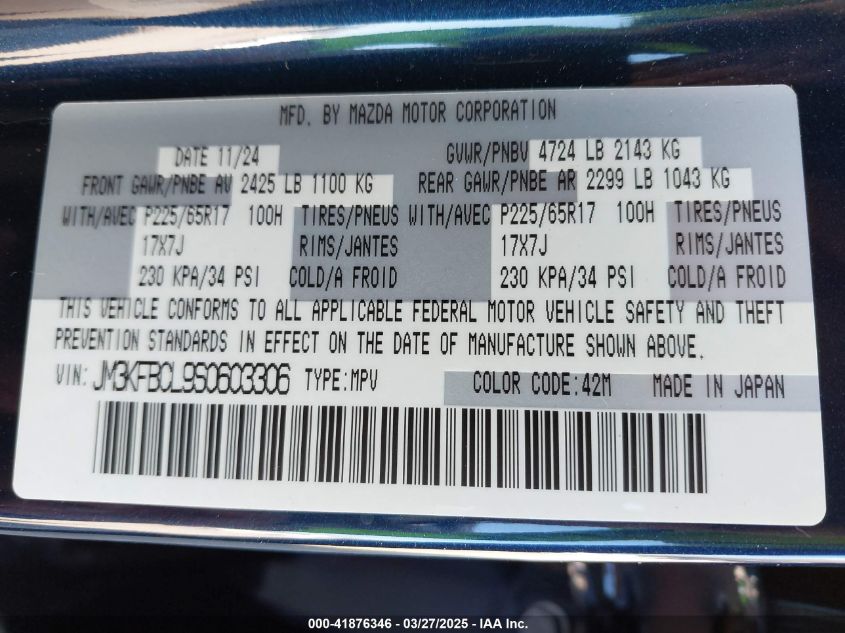 MFD. BY MAZDA MOTOR CORPORATION
DATE 11/24 GVWR/PNBV 4724 LB 2143 KG
FRONT GAWR/PNBE AV 2425 LB 1100 KG REAR GAWR/PNBE AR 2299 LB 1043 KG
WITH/AVEC P225/65R17 100H TIRES/PNEUS WITH/AVEC P225/65R17 100H TIRES/PNEUS
17X7J RIMS/JANTES 17X7J RIMS/JANTES
230 KPA/34 PSI COLD/A FROID 230 KPA/34 PSI COLD/A FROID
THIS VEHICLE CONFORMS TO ALL APPLICABLE FEDERAL MOTOR VEHICLE SAFETY AND THEFT
PREVENTION STANDARDS IN EFFECT ON THE DATE OF MANUFACTURE SHOWN ABOVE.
VIN: JM3KFBCL9S0603306 TYPE:MPV COLOR CODE:42M MADE IN JAPAN
000-41876346 — 03/27/2025 — IAA Inc.